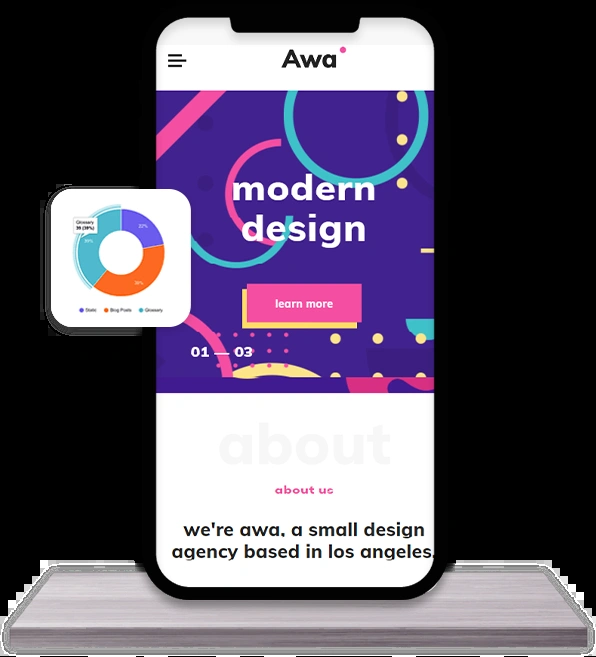 Awa
modern
design
learn more
01 — 03
Glossary
39 (39%)
22%
39%
39%
Static
Blog Posts
Glossary
about
about us
we're awa, a small design
agency based in los angeles.